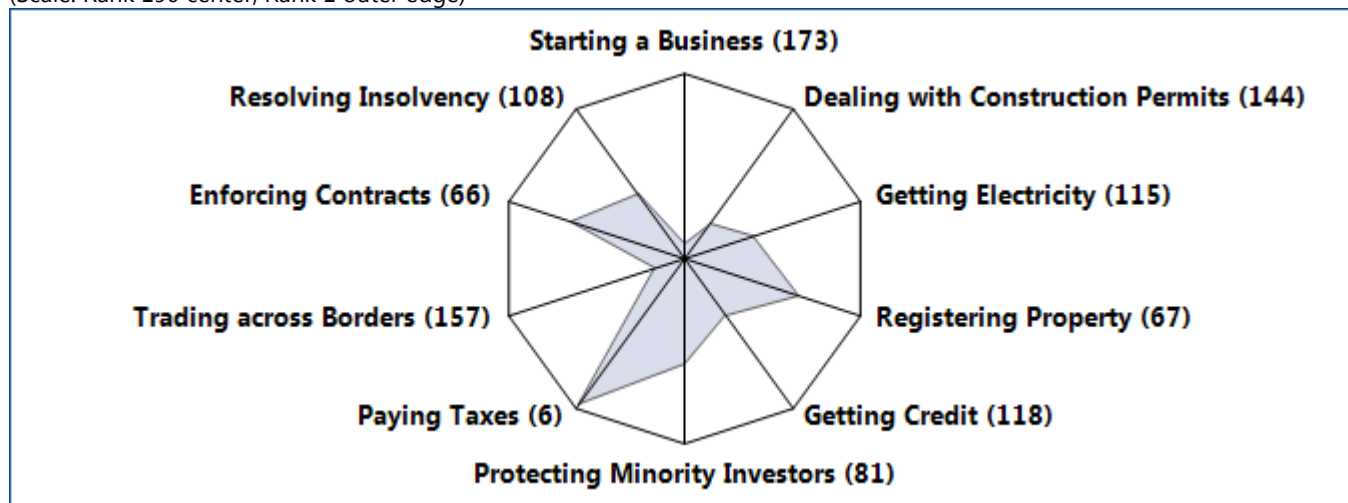 (Scale: Rank 190 center, Rank 1 outer edge)
Starting a Business (173)
Resolving Insolvency (108)
Dealing with Construction Permits (144)
Enforcing Contracts (66)
Getting Electricity (115)
Trading across Borders (157)
Registering Property (67)
Paying Taxes (6)
Getting Credit (118)
Protecting Minority Investors (81)